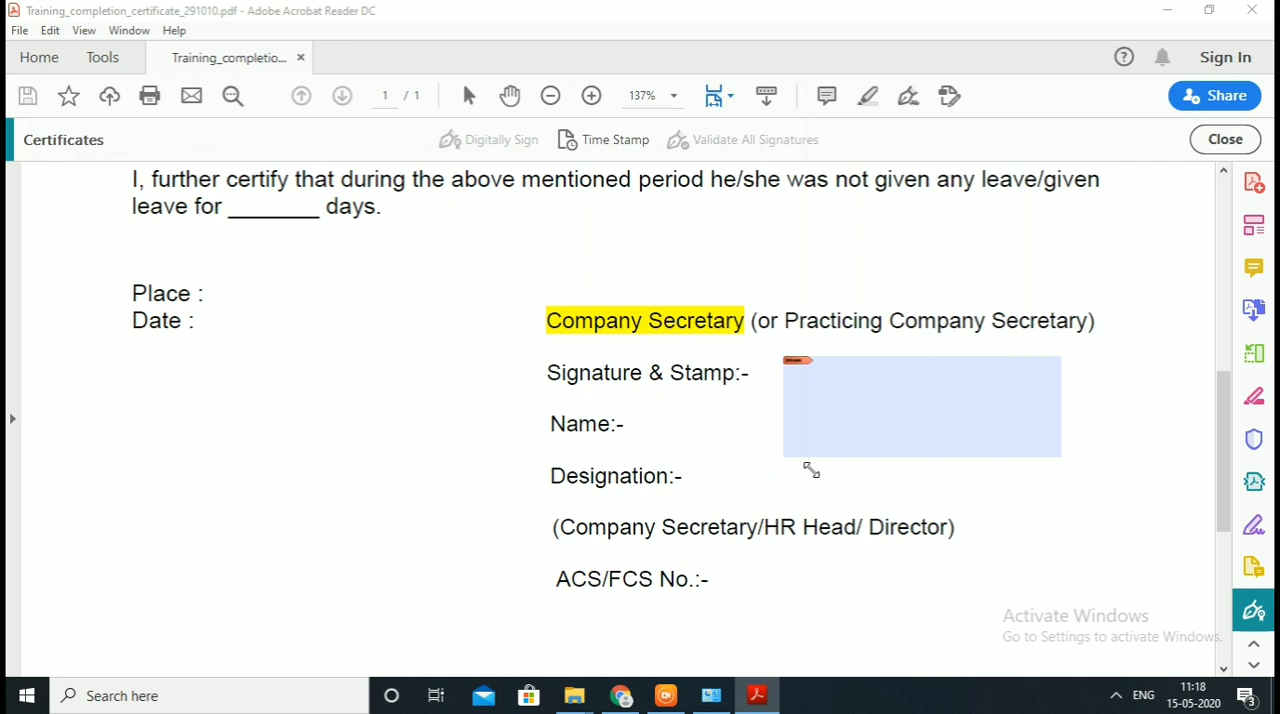 Training_completion_certificate_291010.pdf - Adobe Acrobat Reader DC
File Edit View Window Help
Home Tools Training_completio... × Sign In
1 / 1 137% Share
Certificates Digitally Sign Time Stamp Validate All Signatures Close
I, further certify that during the above mentioned period he/she was not given any leave/given
leave for _______ days.
Place :
Date :
Company Secretary (or Practicing Company Secretary)
Signature & Stamp:-
Name:-
Designation:-
(Company Secretary/HR Head/ Director)
ACS/FCS No.:-
Activate Windows
Go to Settings to activate Windows.
Search here ENG 11:18
15-05-2020 3